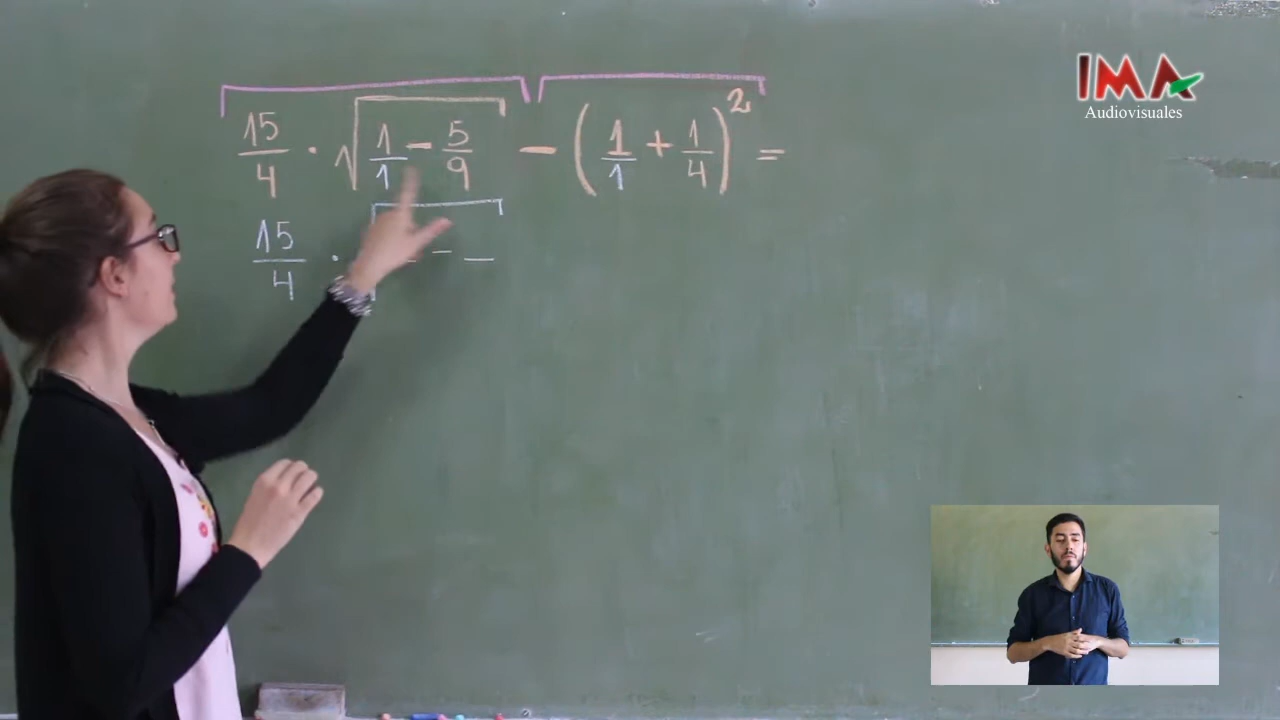 15/4 · √(1/1 - 5/9) - (1/1 + 1/4)² =
15/4 · - —
IMA
Audiovisuales